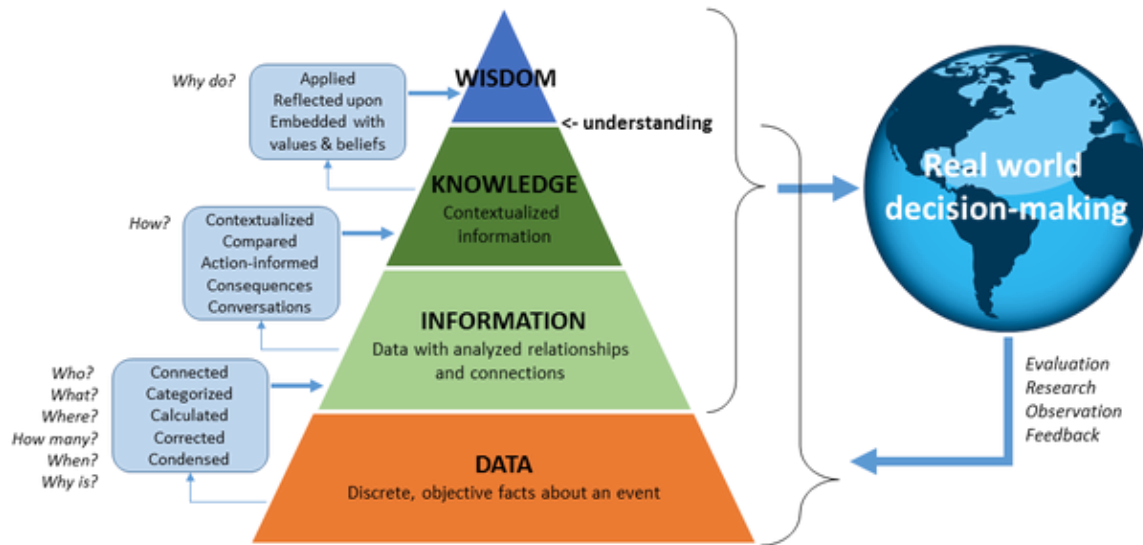 Why do?
Applied
Reflected upon
Embedded with
values & beliefs
WISDOM
<- understanding
KNOWLEDGE
Contextualized
information
How?
Contextualized
Compared
Action-informed
Consequences
Conversations
INFORMATION
Data with analyzed relationships
and connections
Who?
What?
Where?
How many?
When?
Why is?
Connected
Categorized
Calculated
Corrected
Condensed
DATA
Discrete, objective facts about an event
Real world
decision-making
Evaluation
Research
Observation
Feedback